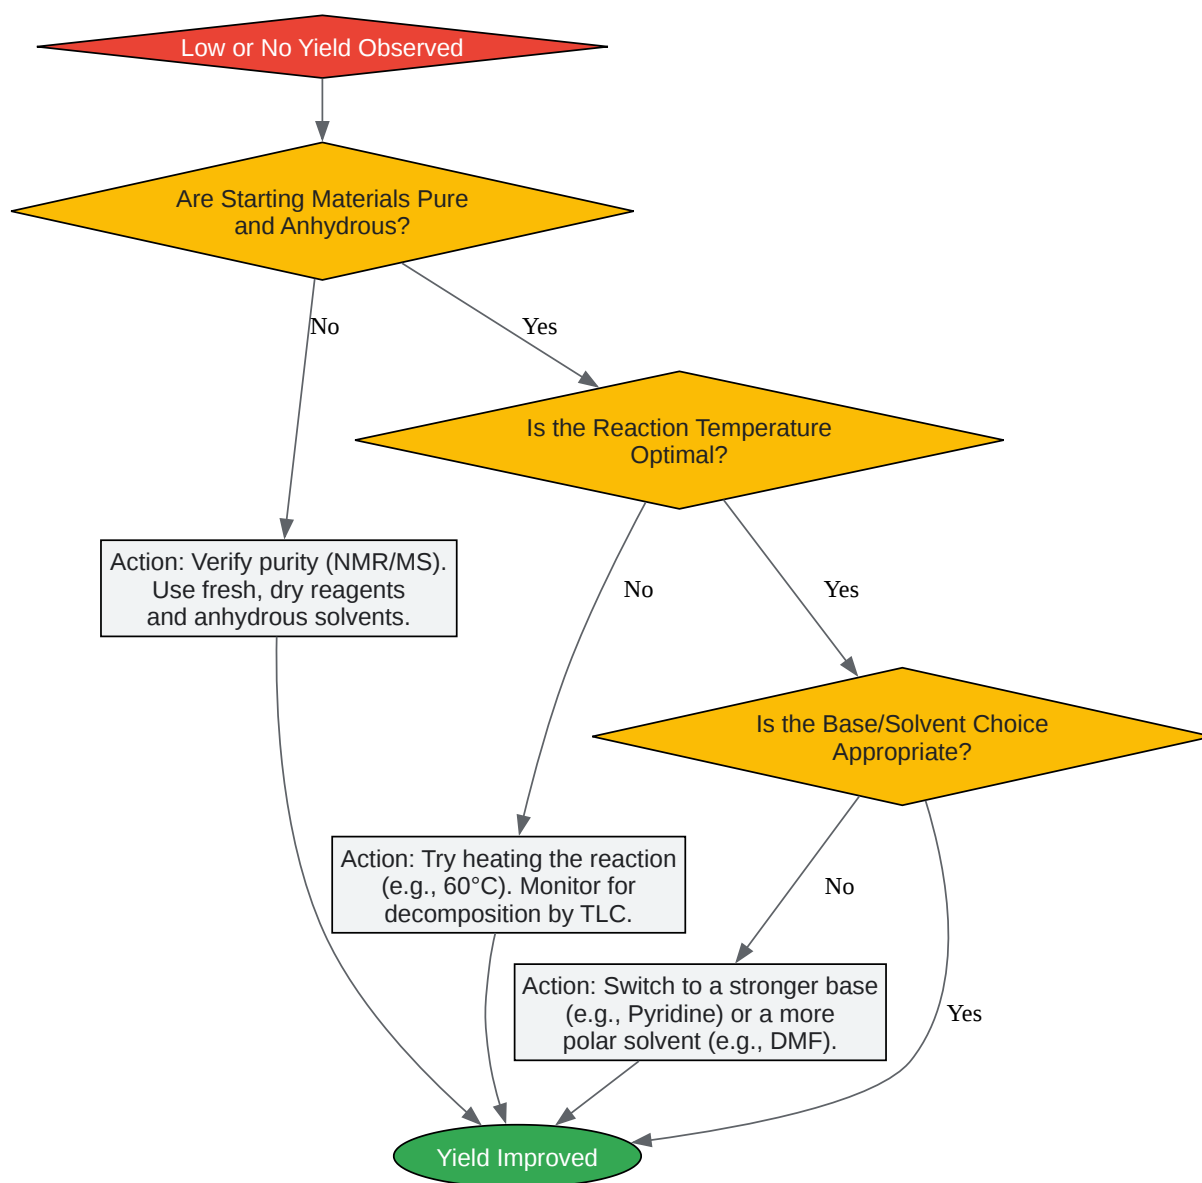 Low or No Yield Observed
Are Starting Materials Pure
and Anhydrous?
No
Yes
Is the Reaction Temperature
Optimal?
Action: Verify purity (NMR/MS).
Use fresh, dry reagents
and anhydrous solvents.
No
Yes
Is the Base/Solvent Choice
Appropriate?
Action: Try heating the reaction
(e.g., 60°C). Monitor for
decomposition by TLC.
No
Action: Switch to a stronger base
(e.g., Pyridine) or a more
polar solvent (e.g., DMF).
Yes
Yield Improved